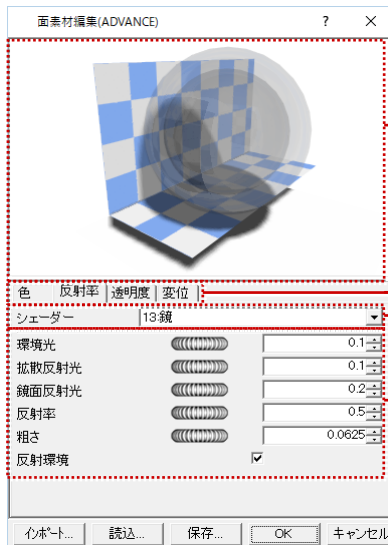 面素材編集(ADVANCE) ? ×
色 反射率 透明度 変位
シェーダー 13:鏡
環境光 0.1
拡散反射光 0.1
鏡面反射光 0.2
反射率 0.5
粗さ 0.0625
反射環境
インポート... 読込... 保存... OK キャンセル